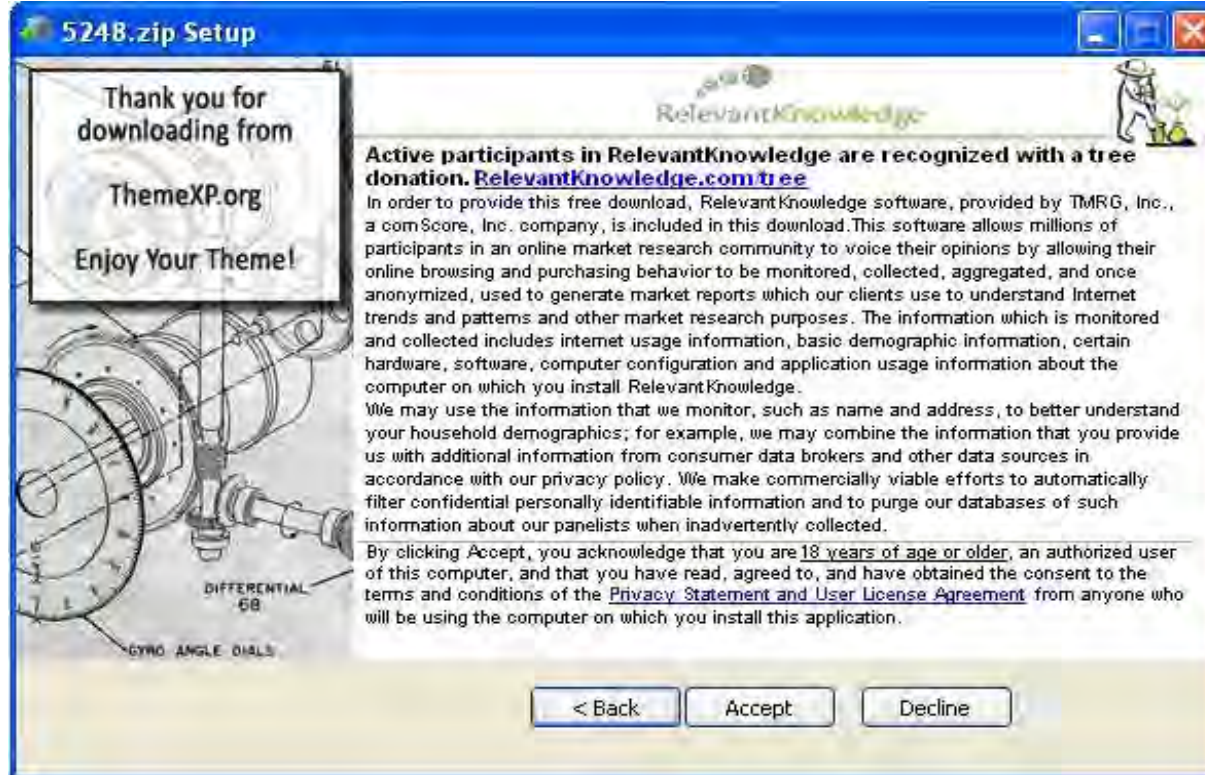 5248.zip Setup
Thank you for
downloading from
ThemeXP.org
Enjoy Your Theme!
DIFFERENTIAL
68
GYRO ANGLE DIALS
RelevantKnowledge
Active participants in RelevantKnowledge are recognized with a tree
donation. RelevantKnowledge.com/tree
In order to provide this free download, RelevantKnowledge software, provided by TMRG, Inc.,
a comScore, Inc. company, is included in this download.This software allows millions of
participants in an online market research community to voice their opinions by allowing their
online browsing and purchasing behavior to be monitored, collected, aggregated, and once
anonymized, used to generate market reports which our clients use to understand Internet
trends and patterns and other market research purposes. The information which is monitored
and collected includes internet usage information, basic demographic information, certain
hardware, software, computer configuration and application usage information about the
computer on which you install RelevantKnowledge.
We may use the information that we monitor, such as name and address, to better understand
your household demographics; for example, we may combine the information that you provide
us with additional information from consumer data brokers and other data sources in
accordance with our privacy policy. We make commercially viable efforts to automatically
filter confidential personally identifiable information and to purge our databases of such
information about our panelists when inadvertently collected.
By clicking Accept, you acknowledge that you are 18 years of age or older, an authorized user
of this computer, and that you have read, agreed to, and have obtained the consent to the
terms and conditions of the Privacy Statement and User License Agreement from anyone who
will be using the computer on which you install this application.
< Back
Accept
Decline